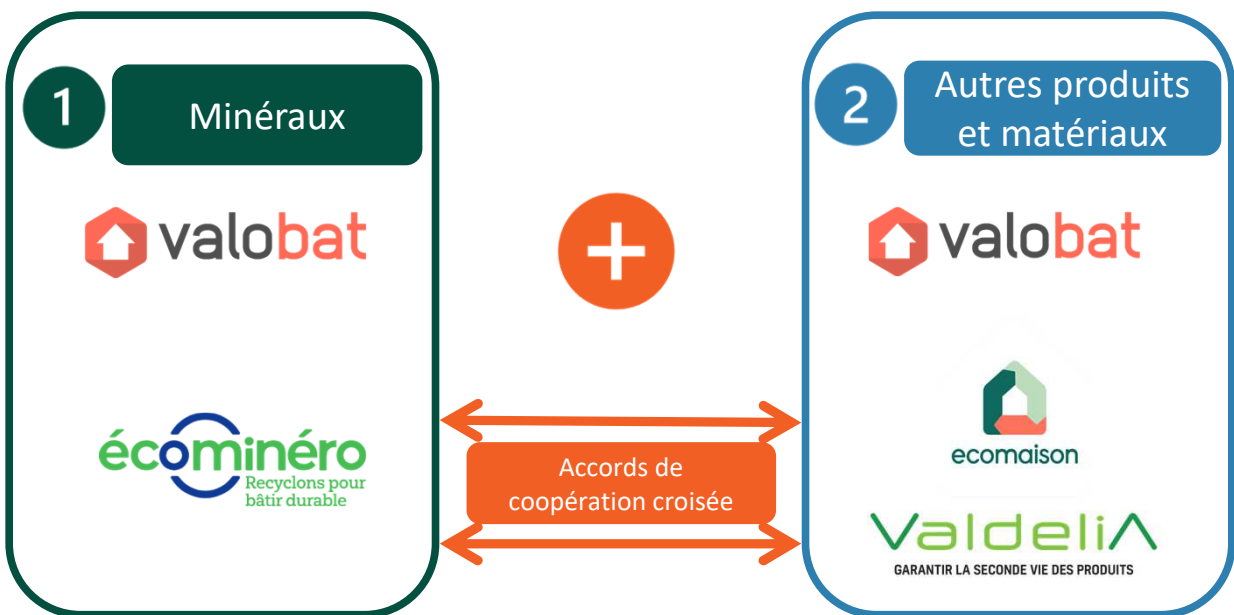 1
Minéraux
valobat
écominéro
Recyclons pour
bâtir durable
Accords de
coopération croisée
2
Autres produits
et matériaux
valobat
ecomaison
ValdeliA
GARANTIR LA SECONDE VIE DES PRODUITS